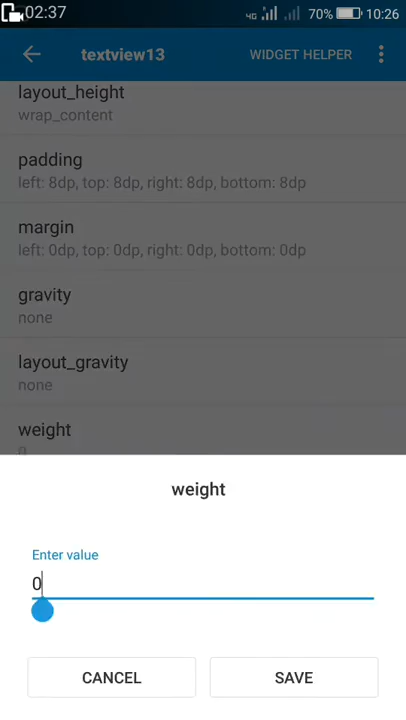 02:37
4G
70%
10:26
textview13
WIDGET HELPER
layout_height
wrap_content
padding
left: 8dp, top: 8dp, right: 8dp, bottom: 8dp
margin
left: 0dp, top: 0dp, right: 0dp, bottom: 0dp
gravity
none
layout_gravity
none
weight
0
weight
Enter value
0
CANCEL
SAVE